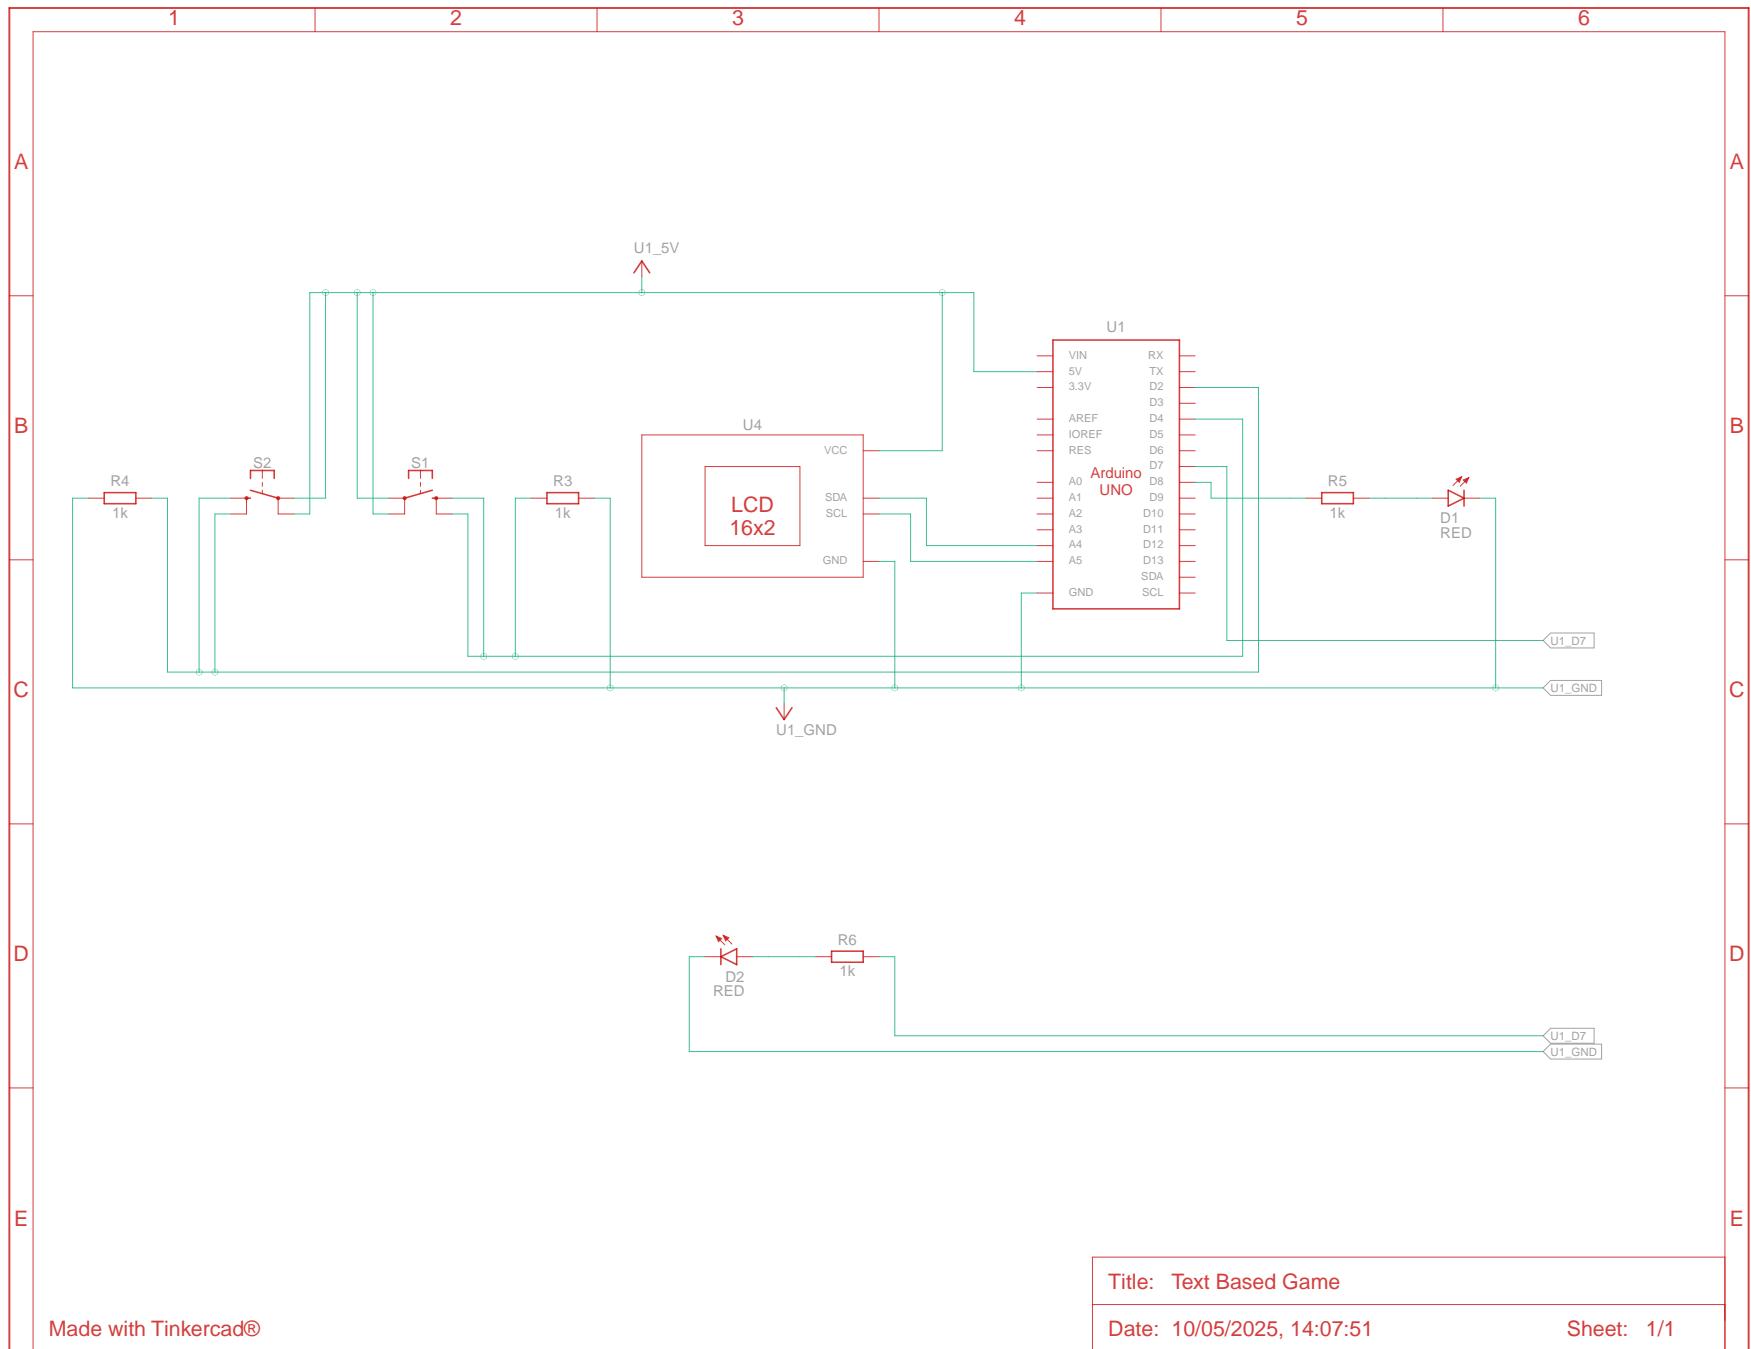 1 2 3 4 5 6
A A
U1_5V
U1
VIN RX
5V TX
3.3V D2
D3
AREF D4
IOREF D5
RES D6
D7
A0 D8
A1 D9
A2 D10
A3 D11
A4 D12
A5 D13
SDA
GND SCL
Arduino
UNO
B B
U4
VCC
SDA
SCL
GND
LCD
16x2
S2
S1
R4
1k
R3
1k
R5
1k
D1
RED
U1_D7
C C
U1_GND
U1_GND
D D
R6
1k
D2
RED
U1_D7
U1_GND
E E
Title: Text Based Game
Made with Tinkercad®
Date: 10/05/2025, 14:07:51 Sheet: 1/1